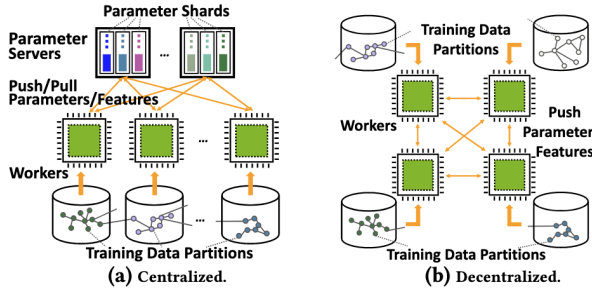 Parameter Shards
Parameter
Servers
...
Push/Pull
Parameters/Features
...
Workers
...
Training Data Partitions
(a) Centralized.
Training Data
Partitions
Workers
Push
Parameter
Features
Training Data Partitions
(b) Decentralized.